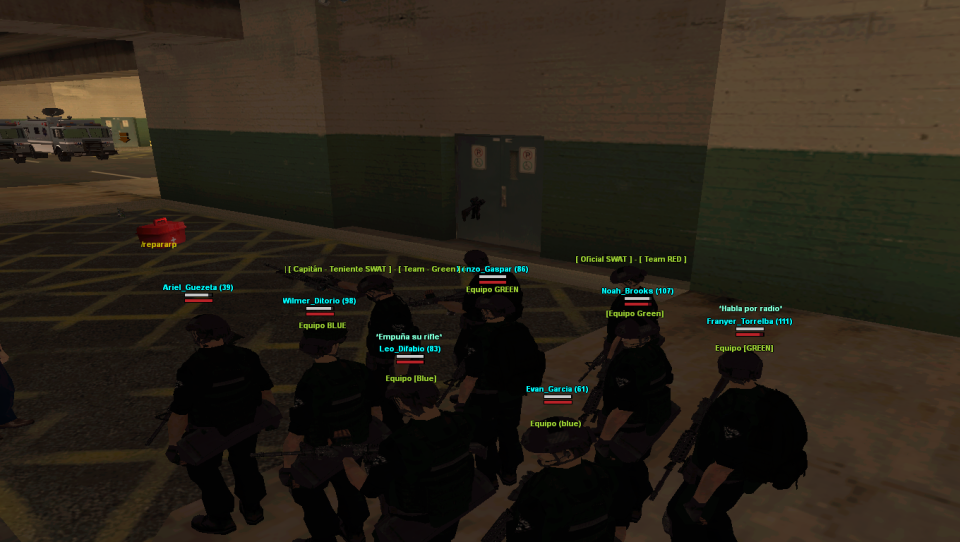 /repararp
[ Oficial SWAT ] - [ Team RED ]
| [ Capitán - Teniente SWAT ] - [ Team - Green]
enzo_Gaspar (86)
Equipo GREEN
Ariel_Guezeta (39)
Noah_Brooks (107)
Wilmer_Ditorio (98)
*Habla por radio*
[Equipo Green]
Franyer_Torrelba (111)
Equipo BLUE
*Empuña su rifle*
Leo_Difabio (83)
Equipo [GREEN]
Equipo [Blue]
Evan_Garcia (61)
Equipo (blue)